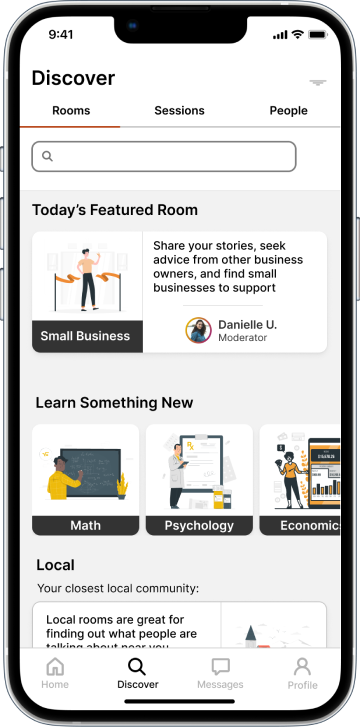 9:41
Discover
Rooms Sessions People
Today's Featured Room
Share your stories, seek
advice from other business
owners, and find small
businesses to support
Small Business
Danielle U.
Moderator
Learn Something New
Math Psychology Economic
Local
Your closest local community:
Local rooms are great for
finding out what people are
talking about near you
Home Discover Messages Profile